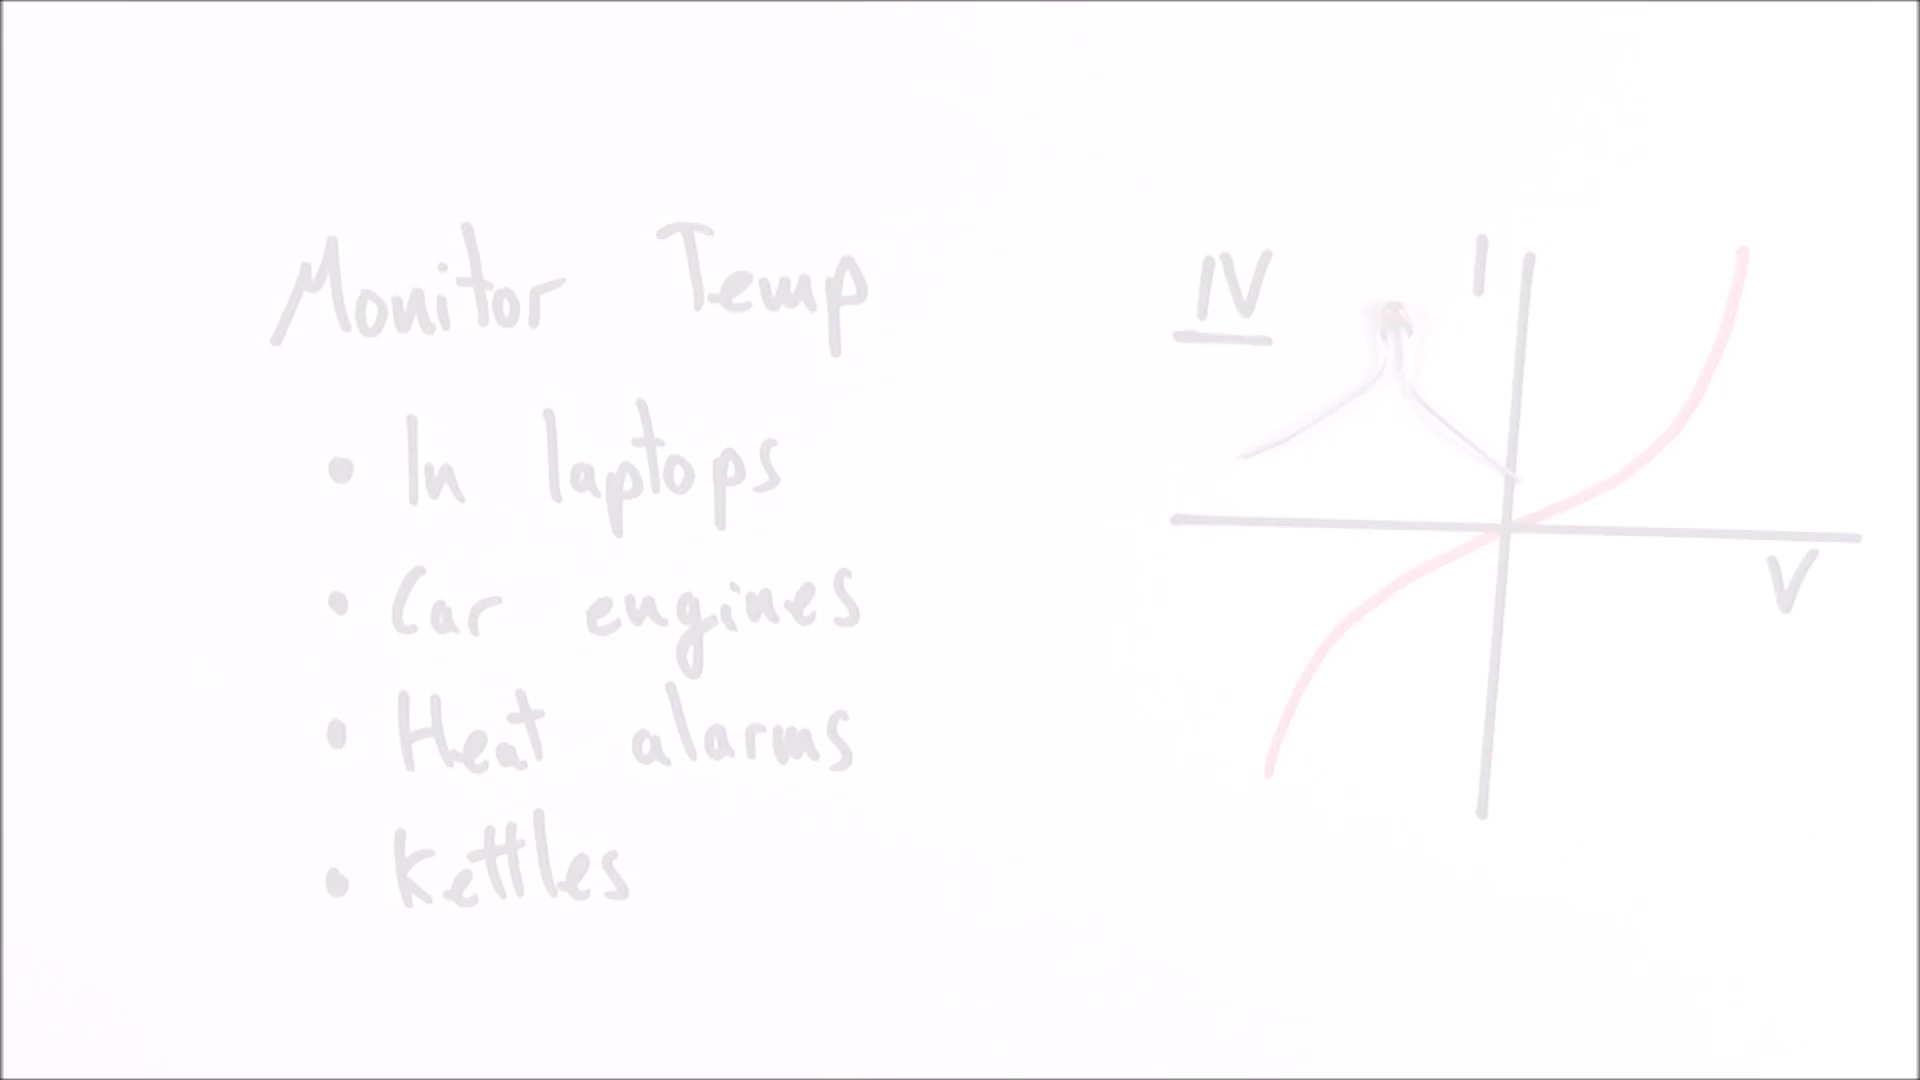 Monitor Temp
• In laptops
• Car engines
• Heat alarms
• Kettles
IV
I
V